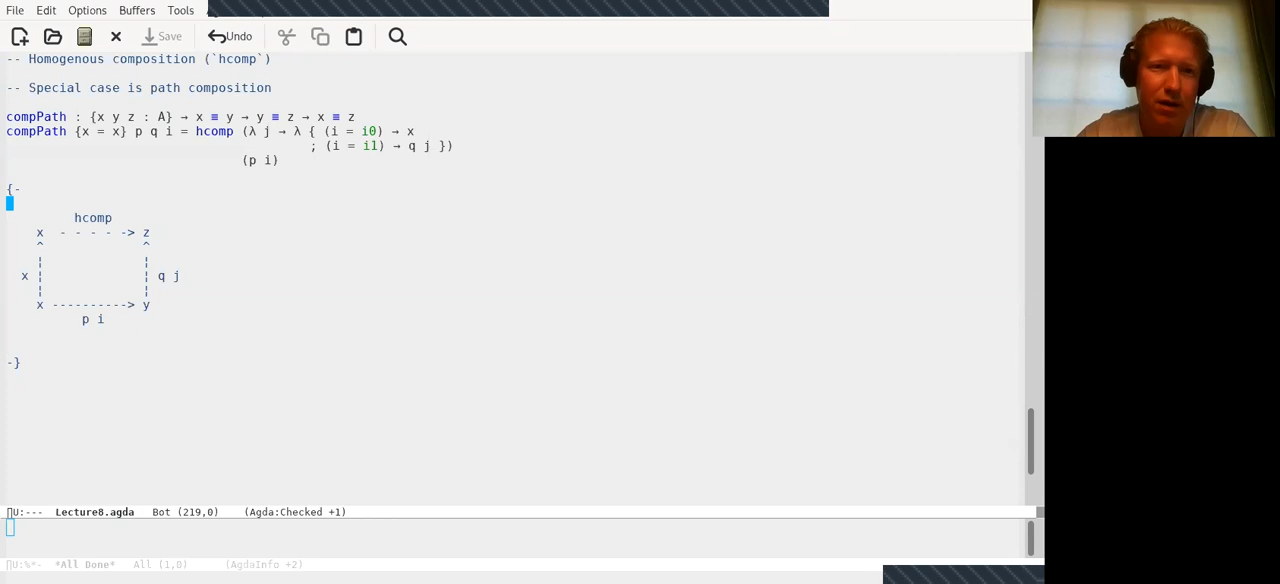 File Edit Options Buffers Tools
Save Undo
-- Homogenous composition (`hcomp`)
-- Special case is path composition
compPath : {x y z : A} → x ≡ y → y ≡ z → x ≡ z
compPath {x = x} p q i = hcomp (λ j → λ { (i = i0) → x
; (i = i1) → q j })
(p i)
{-
hcomp
x - - - - -> z
^ ^
¦ ¦
x ¦ ¦ q j
¦ ¦
x ----------> y
p i
-}
U:--- Lecture8.agda Bot (219,0) (Agda:Checked +1)
U:%*- *All Done* All (1,0) (AgdaInfo +2)